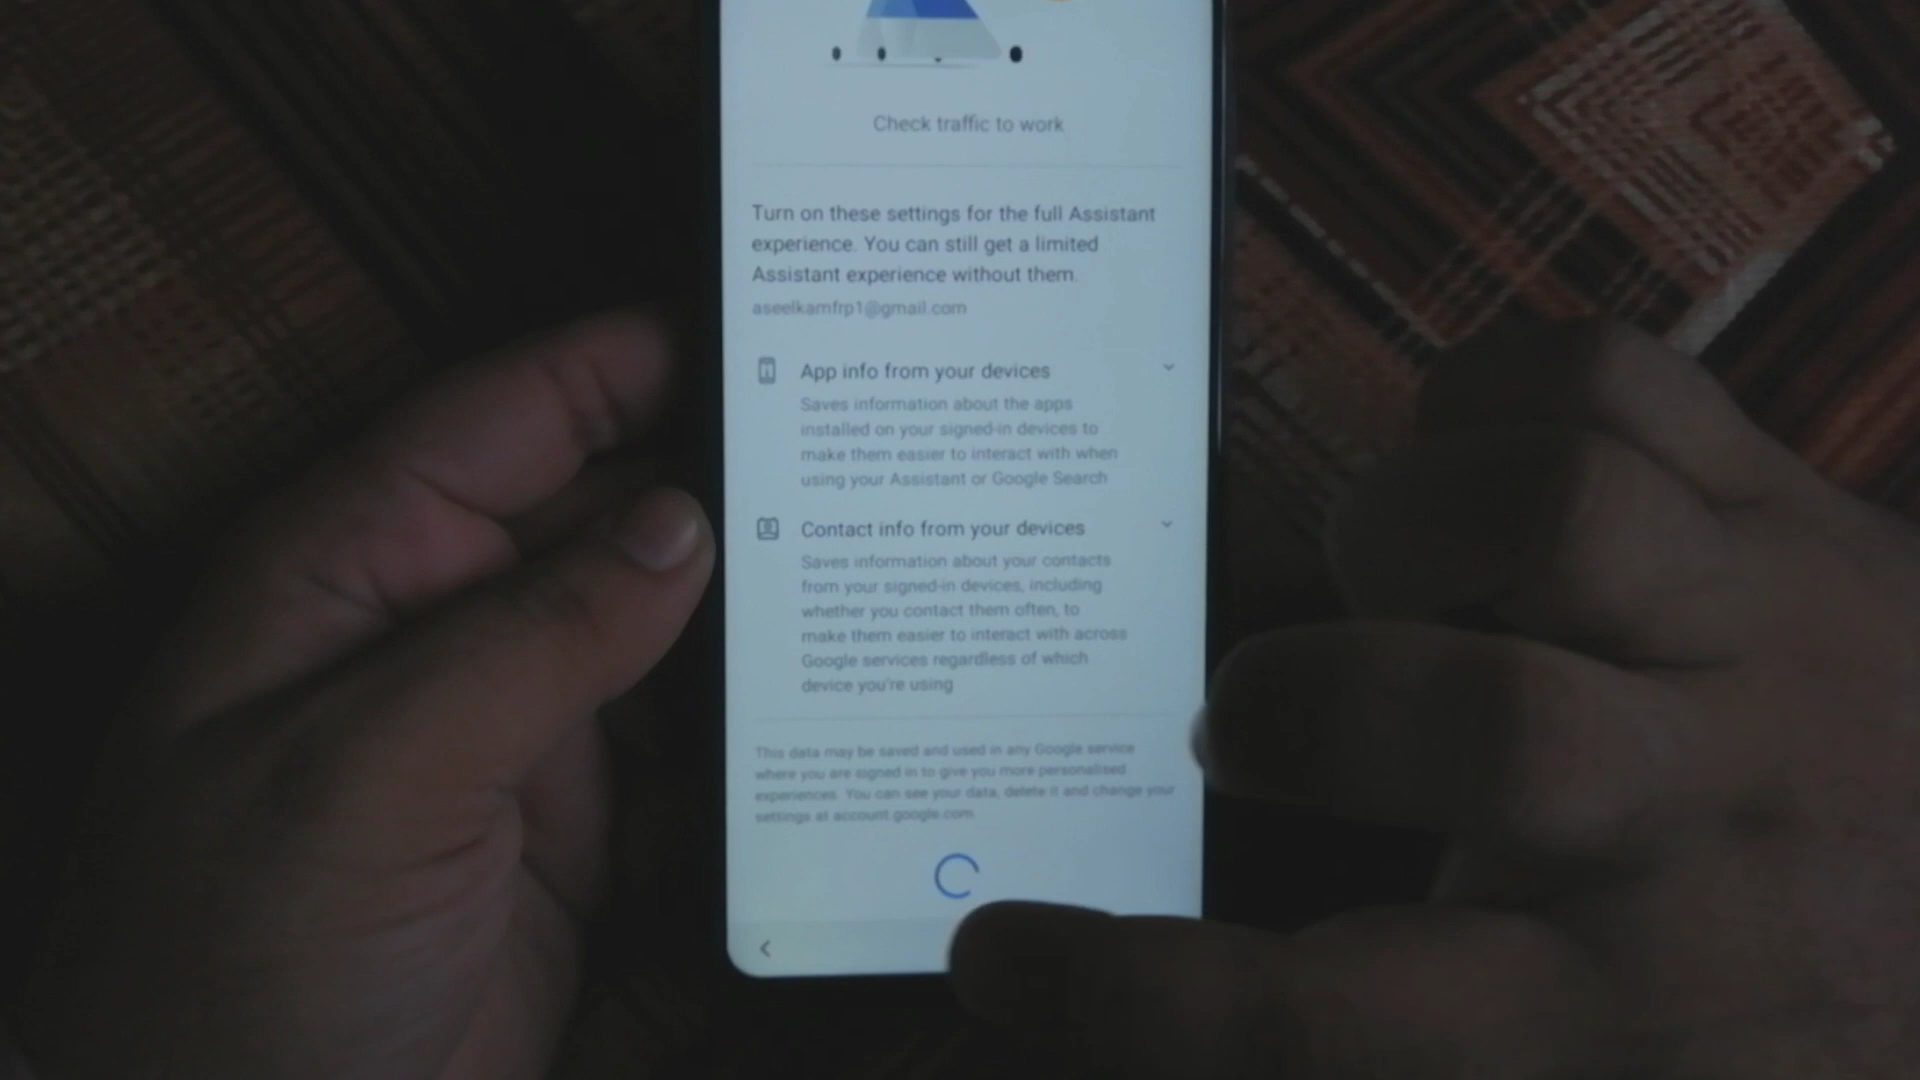 Check traffic to work
Turn on these settings for the full Assistant
experience. You can still get a limited
Assistant experience without them.
aseelkamfrp1@gmail.com
App info from your devices
Saves information about the apps
installed on your signed-in devices to
make them easier to interact with when
using your Assistant or Google Search
Contact info from your devices
Saves information about your contacts
from your signed-in devices, including
whether you contact them often, to
make them easier to interact with across
Google services regardless of which
device you're using
This data may be saved and used in any Google service
where you are signed in to give you more personalised
experiences. You can see your data, delete it and change your
settings at account.google.com.